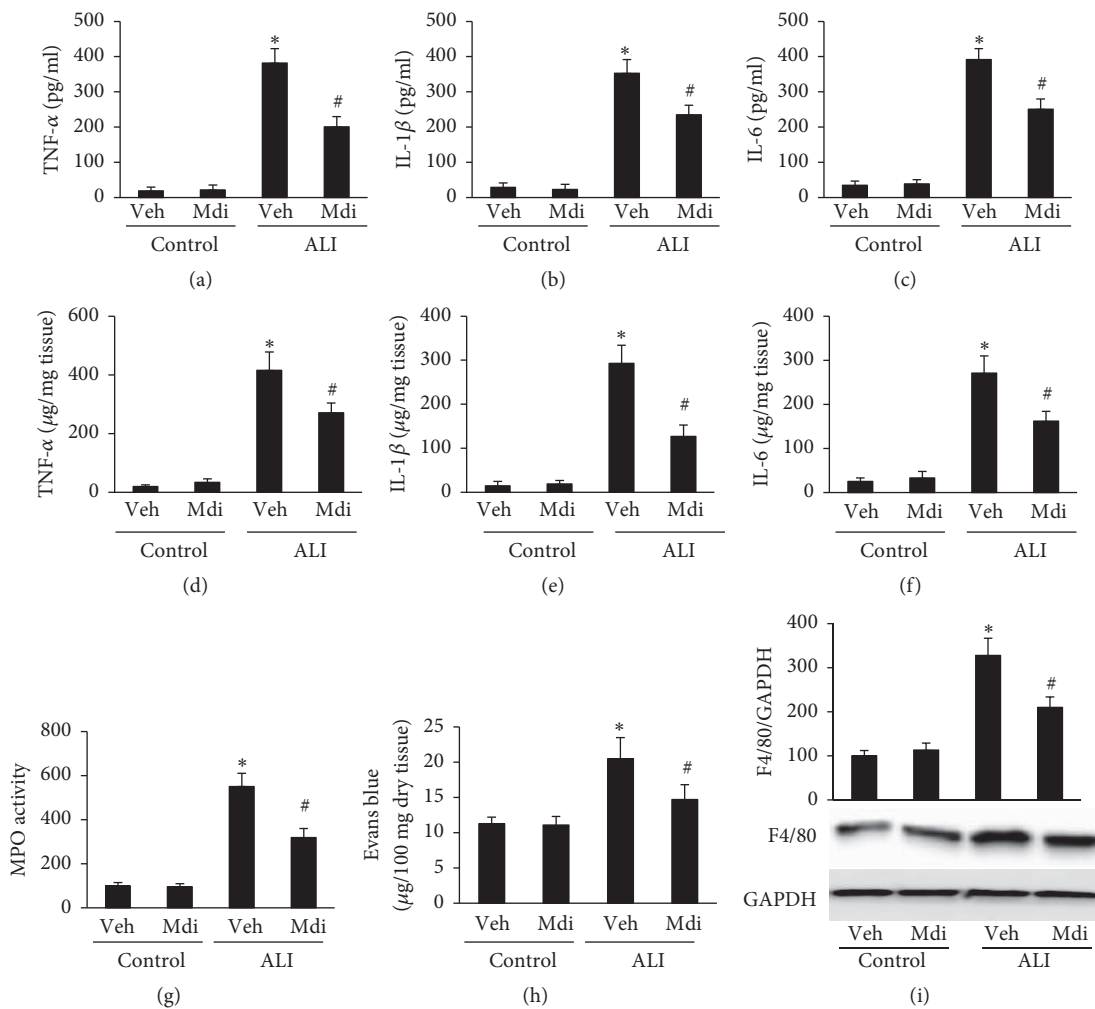 TNF-α (pg/ml)
500
400
300
200
100
0
*
#
Veh Mdi Veh Mdi
Control ALI
(a)
IL-1β (pg/ml)
500
400
300
200
100
0
*
#
Veh Mdi Veh Mdi
Control ALI
(b)
IL-6 (pg/ml)
500
400
300
200
100
0
*
#
Veh Mdi Veh Mdi
Control ALI
(c)
TNF-α (μg/mg tissue)
600
400
200
0
*
#
Veh Mdi Veh Mdi
Control ALI
(d)
IL-1β (μg/mg tissue)
400
300
200
100
0
*
#
Veh Mdi Veh Mdi
Control ALI
(e)
IL-6 (μg/mg tissue)
400
300
200
100
0
*
#
Veh Mdi Veh Mdi
Control ALI
(f)
MPO activity
800
600
400
200
0
*
#
Veh Mdi Veh Mdi
Control ALI
(g)
Evans blue
(μg/100 mg dry tissue)
25
20
15
10
5
0
*
#
Veh Mdi Veh Mdi
Control ALI
(h)
F4/80/GAPDH
400
300
200
100
0
*
#
F4/80
GAPDH
Veh Mdi Veh Mdi
Control ALI
(i)